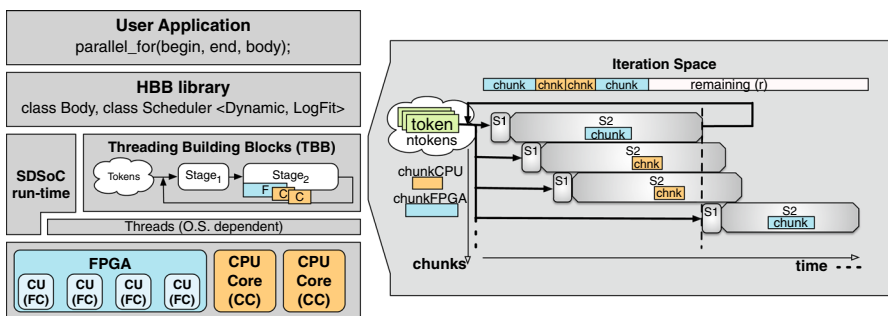 User Application
parallel_for(begin, end, body);
HBB library
class Body, class Scheduler <Dynamic, LogFit>
SDSoC
run-time
Threading Building Blocks (TBB)
Tokens
Stage1
Stage2
F
C
C
Threads (O.S. dependent)
FPGA
CU
(FC)
CU
(FC)
CU
(FC)
CU
(FC)
CPU
Core
(CC)
CPU
Core
(CC)
Iteration Space
chunk chnk chnk chunk remaining (r)
token
ntokens
S1 S2
chunk
S1 S2
chnk
S1 S2
chnk
S1 S2
chunk
chunkCPU
chunkFPGA
chunks
time